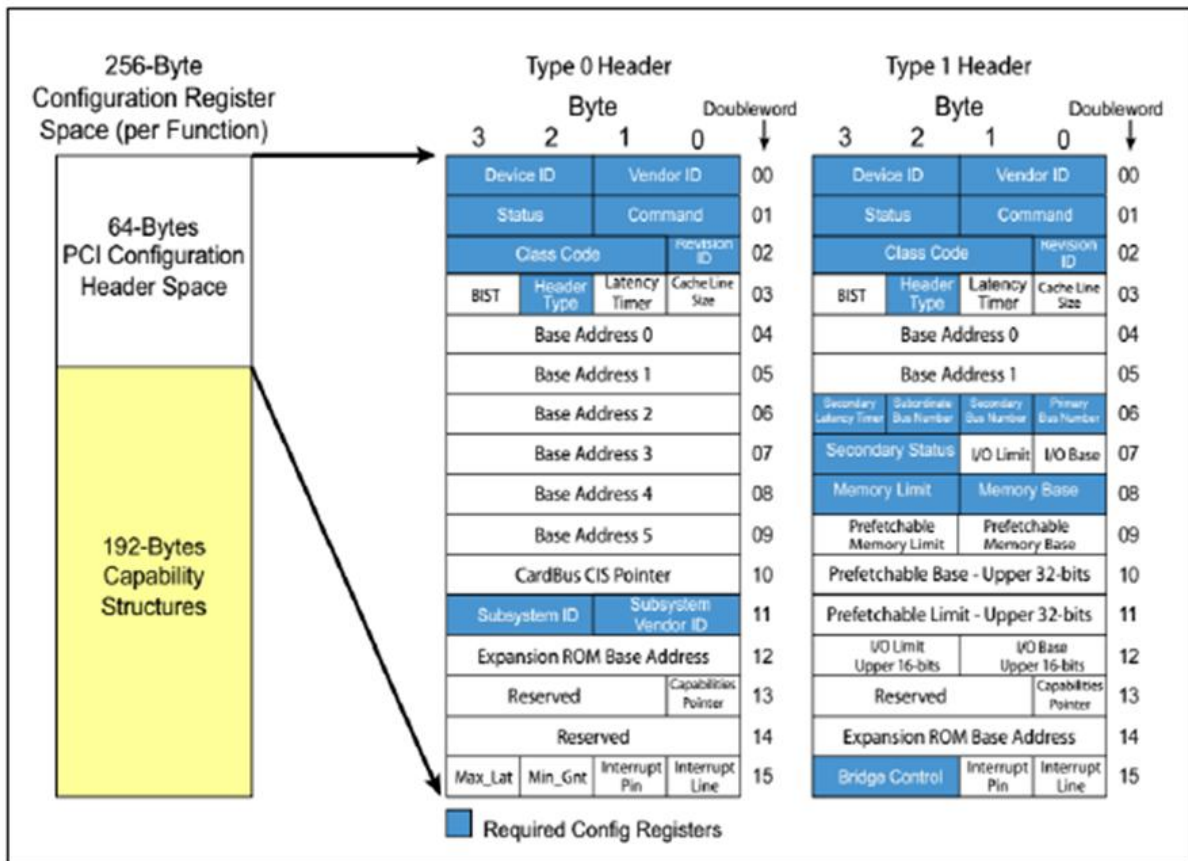 256-Byte
Configuration Register
Space (per Function)
64-Bytes
PCI Configuration
Header Space
192-Bytes
Capability
Structures
Type 0 Header
Byte Doubleword
3 2 1 0
Device ID Vendor ID 00
Status Command 01
Class Code Revision ID 02
BIST Header Type Latency Timer Cache Line Size 03
Base Address 0 04
Base Address 1 05
Base Address 2 06
Base Address 3 07
Base Address 4 08
Base Address 5 09
CardBus CIS Pointer 10
Subsystem ID Subsystem Vendor ID 11
Expansion ROM Base Address 12
Reserved Capabilities Pointer 13
Reserved 14
Max_Lat Min_Gnt Interrupt Pin Interrupt Line 15
Required Config Registers
Type 1 Header
Byte Doubleword
3 2 1 0
Device ID Vendor ID 00
Status Command 01
Class Code Revision ID 02
BIST Header Type Latency Timer Cache Line Size 03
Base Address 0 04
Base Address 1 05
Secondary Latency Timer Subordinate Bus Number Secondary Bus Number Primary Bus Number 06
Secondary Status I/O Limit I/O Base 07
Memory Limit Memory Base 08
Prefetchable Memory Limit Prefetchable Memory Base 09
Prefetchable Base - Upper 32-bits 10
Prefetchable Limit - Upper 32-bits 11
I/O Limit Upper 16-bits I/O Base Upper 16-bits 12
Reserved Capabilities Pointer 13
Expansion ROM Base Address 14
Bridge Control Interrupt Pin Interrupt Line 15